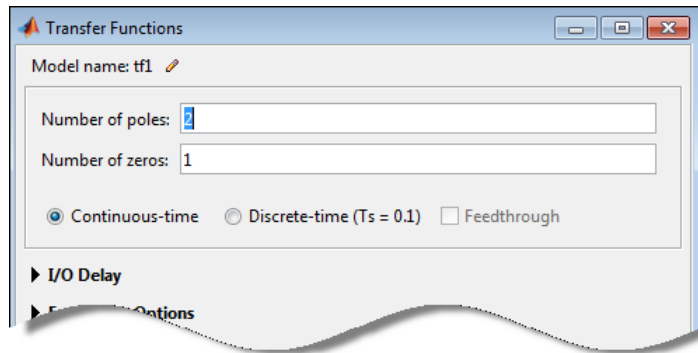 Transfer Functions
Model name: tf1
Number of poles: 2
Number of zeros: 1
Continuous-time Discrete-time (Ts = 0.1) Feedthrough
I/O Delay
Options